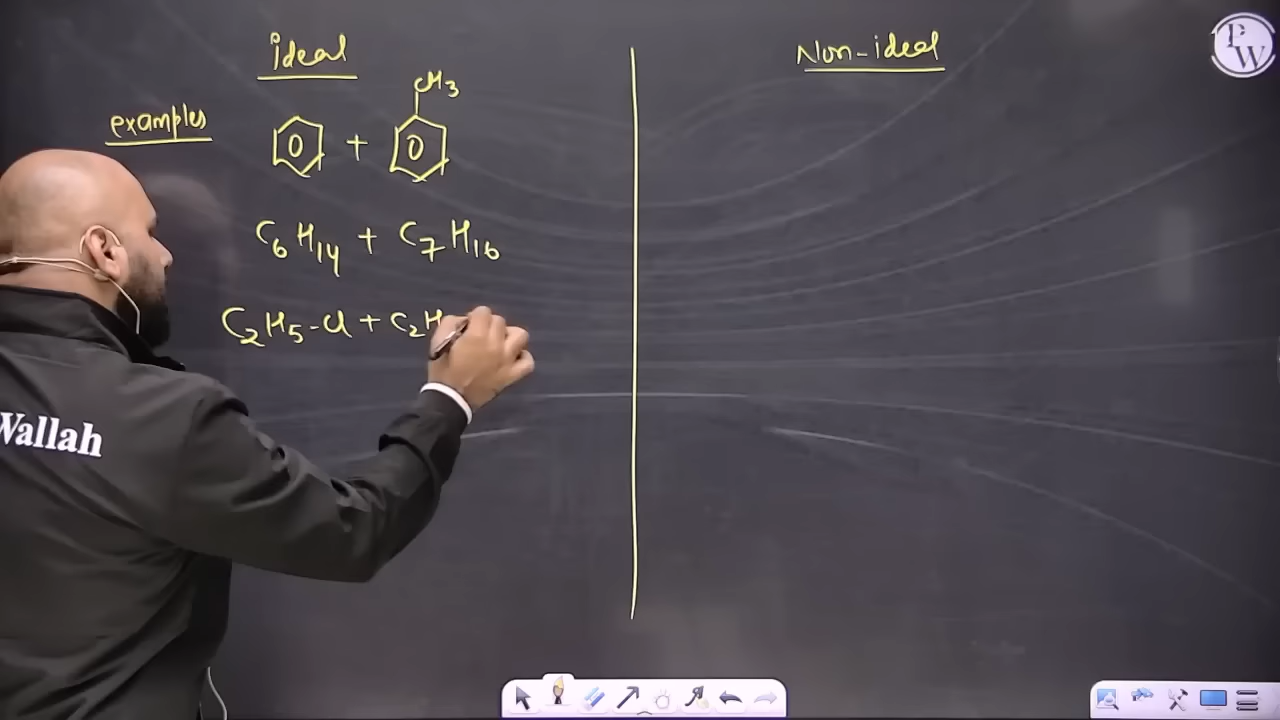 ideal
Non-ideal
examples
CH3
+
C6H14 + C7H16
C2H5-Cl + C2H
Wallah
PW